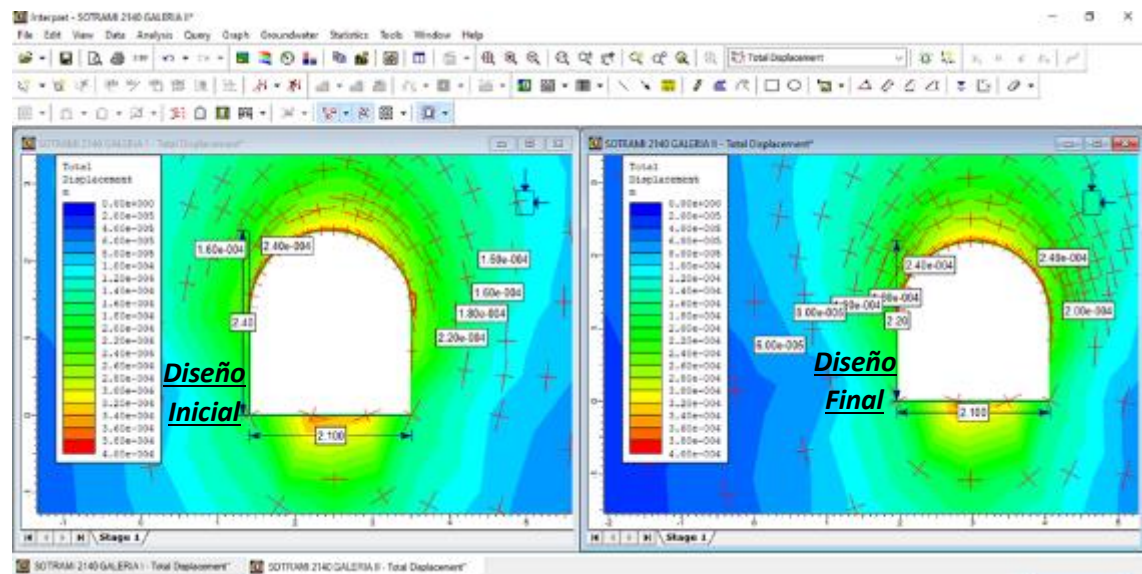 Interpret - SOTRAMI 2140 GALERIA II*
File Edit View Data Analysis Query Graph Groundwater Statistics Tools Window Help
Total Displacement
SOTRAMI 2140 GALERIA I - Total Displacement*
SOTRAMI 2140 GALERIA II - Total Displacement*
Total
Displacement
m
0.00e+000
2.00e-005
4.00e-005
6.00e-005
8.00e-005
1.00e-004
1.20e-004
1.40e-004
1.60e-004
1.80e-004
2.00e-004
2.20e-004
2.40e-004
2.60e-004
2.80e-004
3.00e-004
3.20e-004
3.40e-004
3.60e-004
3.80e-004
4.00e-004
1.60e-004
2.40e-004
1.60e-004
1.80e-004
2.20e-004
2.40
Diseño
Inicial
2.100
Total
Displacement
m
0.00e+000
2.00e-005
4.00e-005
6.00e-005
8.00e-005
1.00e-004
1.20e-004
1.40e-004
1.60e-004
1.80e-004
2.00e-004
2.20e-004
2.40e-004
2.60e-004
2.80e-004
3.00e-004
3.20e-004
3.40e-004
3.60e-004
3.80e-004
4.00e-004
2.40e-004
2.40e-004
2.00e-004
2.20
6.00e-005
Diseño
Final
2.100
Stage 1
Stage 1
SOTRAMI 2140 GALERIA I - Total Displacement*
SOTRAMI 2140 GALERIA II - Total Displacement*